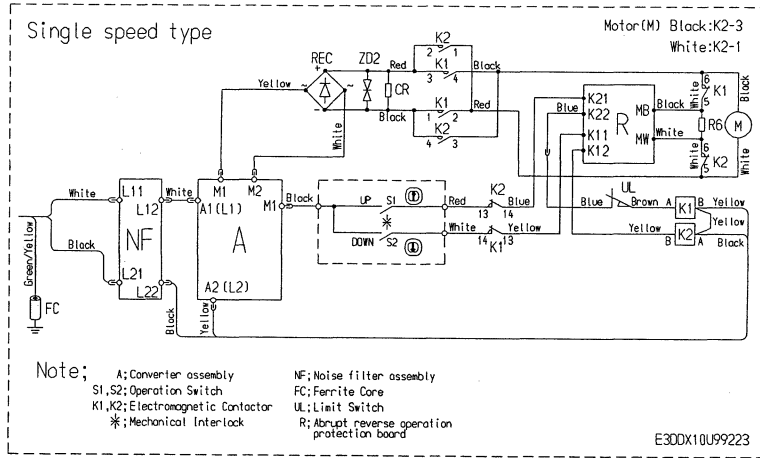 Single speed type
Motor(M) Black:K2-3
White:K2-1
K2
2 1
K1
3 4
REC
ZD2
+
~
~
-
Red
Black
CR
Black
Red
K1
1 2
K2
4 3
Yellow
White
K21
K22
K11
K12
R
MB
MW
Blue
Black
White
White
6
K1
5
R6
White
6
K2
5
Black
M
White
White
L11
L12
White
NF
Black
L21
L22
Green/Yellow
FC
Black
M1
M2
A1(L1)
M1
A
A2(L2)
Yellow
Black
UP
S1
DOWN
S2
Red
K2
13 14
Blue
White
14 13
K1
Yellow
Blue
UL
Brown
A K1 B
Yellow
Yellow
Yellow
B K2 A
Black
Note;
A;Converter assembly
S1,S2;Operation Switch
K1,K2;Electromagnetic Contactor
⚹;Mechanical Interlock
NF;Noise filter assembly
FC;Ferrite Core
UL;Limit Switch
R;Abrupt reverse operation
protection board
E3DDX10U99223